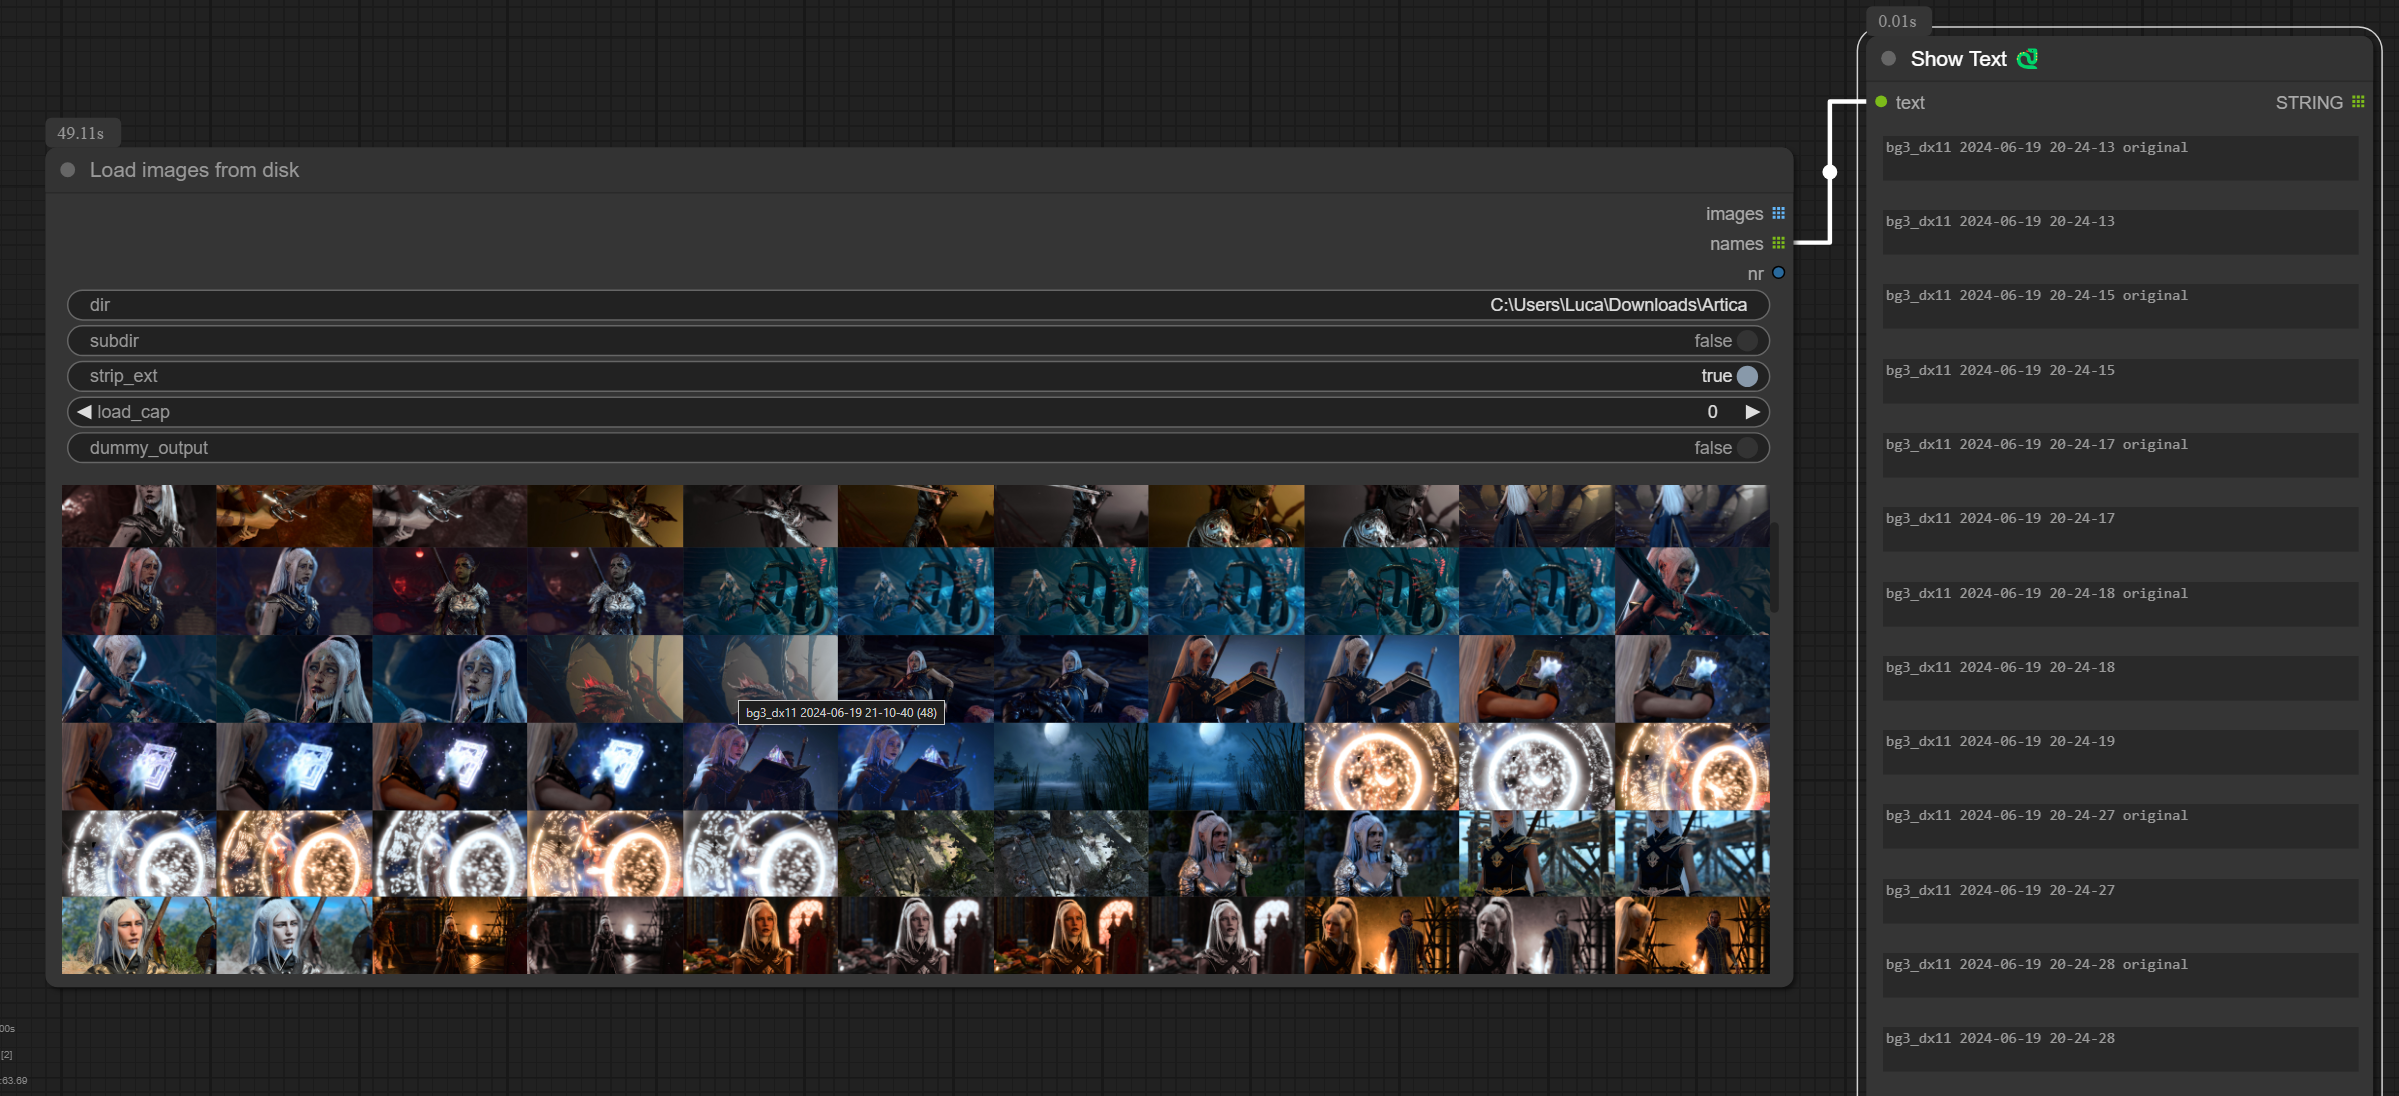 0.01s
Show Text
text
STRING
49.11s
Load images from disk
images
names
nr
dir
C:\Users\Luca\Downloads\Artica
subdir
false
strip_ext
true
load_cap
0
dummy_output
false
bg3_dx11 2024-06-19 21-10-40 (48)
bg3_dx11 2024-06-19 20-24-13 original
bg3_dx11 2024-06-19 20-24-13
bg3_dx11 2024-06-19 20-24-15 original
bg3_dx11 2024-06-19 20-24-15
bg3_dx11 2024-06-19 20-24-17 original
bg3_dx11 2024-06-19 20-24-17
bg3_dx11 2024-06-19 20-24-18 original
bg3_dx11 2024-06-19 20-24-18
bg3_dx11 2024-06-19 20-24-19
bg3_dx11 2024-06-19 20-24-27 original
bg3_dx11 2024-06-19 20-24-27
bg3_dx11 2024-06-19 20-24-28 original
bg3_dx11 2024-06-19 20-24-28
00s
[2]
:63.69